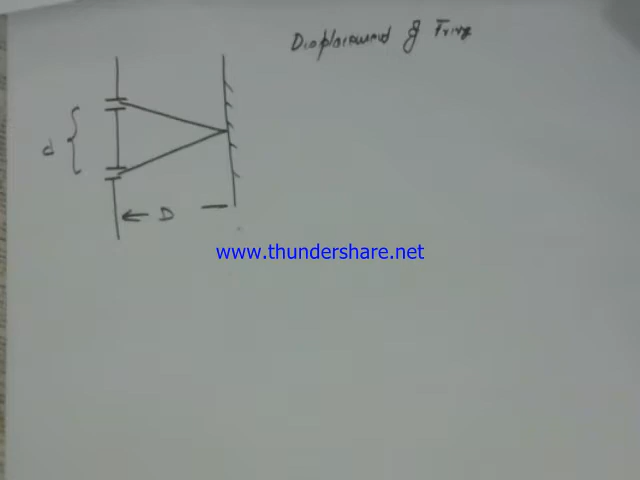 Displacement of Fringe
d
← D —
www.thundershare.net